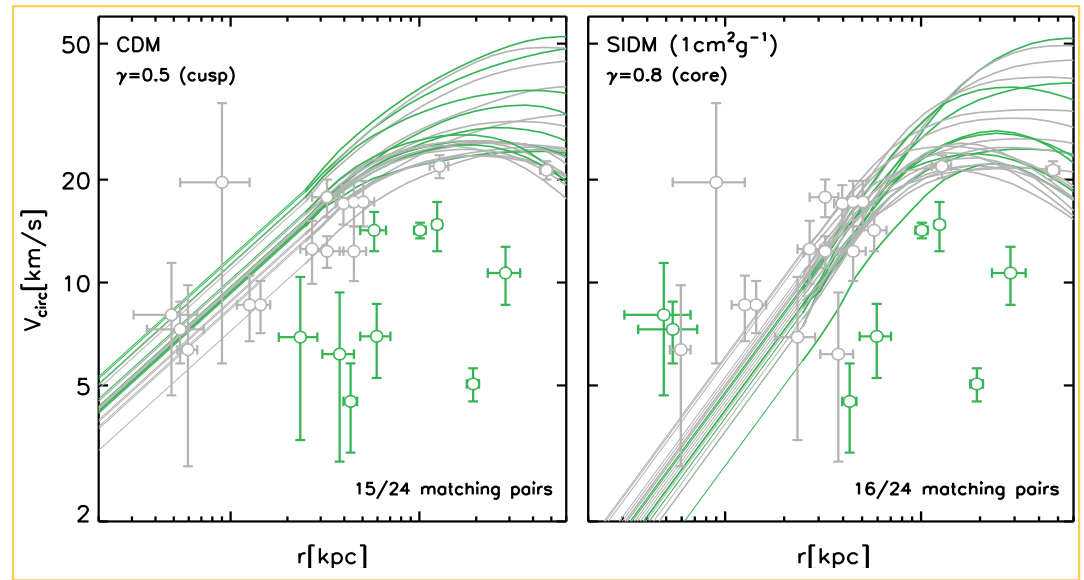 CDM
γ=0.5 (cusp)
SIDM (1cm²g⁻¹)
γ=0.8 (core)
50
20
10
5
2
V_circ[km/s]
15/24 matching pairs
16/24 matching pairs
r[kpc]
r[kpc]